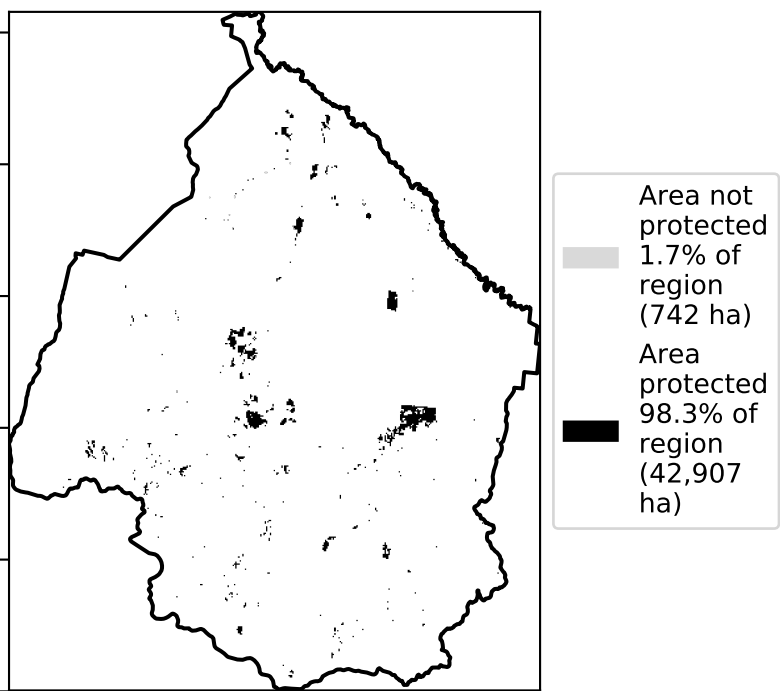 Area not
protected
1.7% of
region
(742 ha)
Area
protected
98.3% of
region
(42,907
ha)